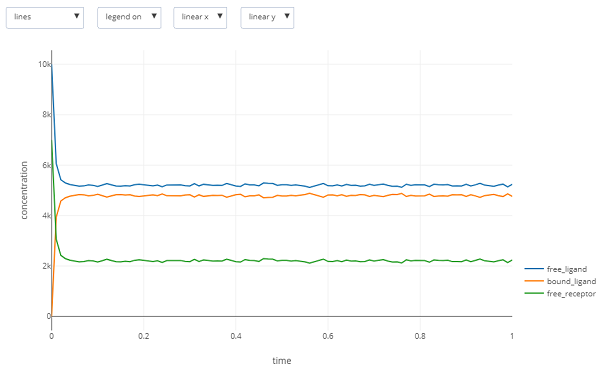 lines ▼ legend on ▼ linear x ▼ linear y ▼
10k
8k
6k
4k
2k
0
concentration
0 0.2 0.4 0.6 0.8 1
time
free_ligand
bound_ligand
free_receptor